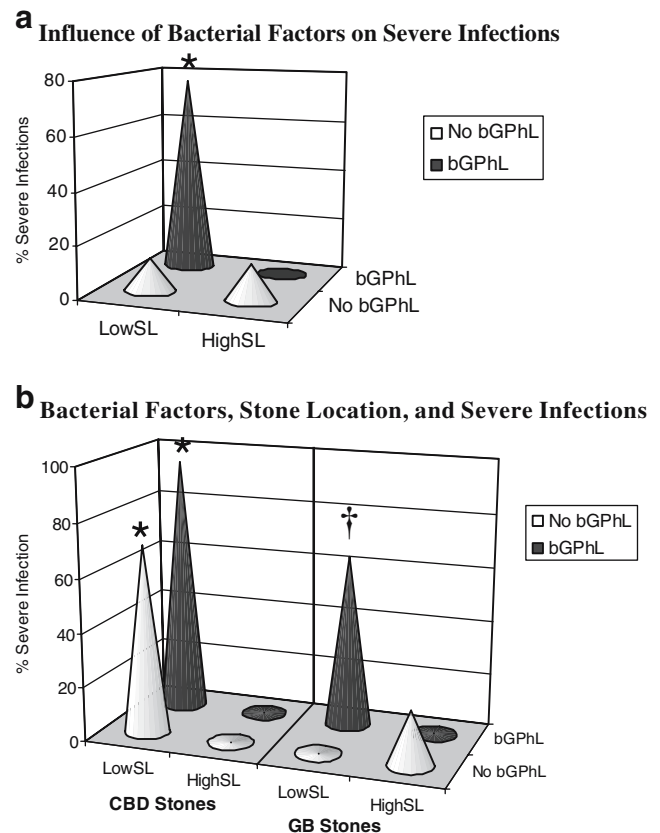 a Influence of Bacterial Factors on Severe Infections
*
80
60
40
20
0
% Severe Infections
No bGPhL
bGPhL
bGPhL
No bGPhL
LowSL
HighSL
b Bacterial Factors, Stone Location, and Severe Infections
*
*
†
100
80
60
40
20
0
% Severe Infection
No bGPhL
bGPhL
bGPhL
No bGPhL
LowSL
HighSL
LowSL
HighSL
CBD Stones
GB Stones